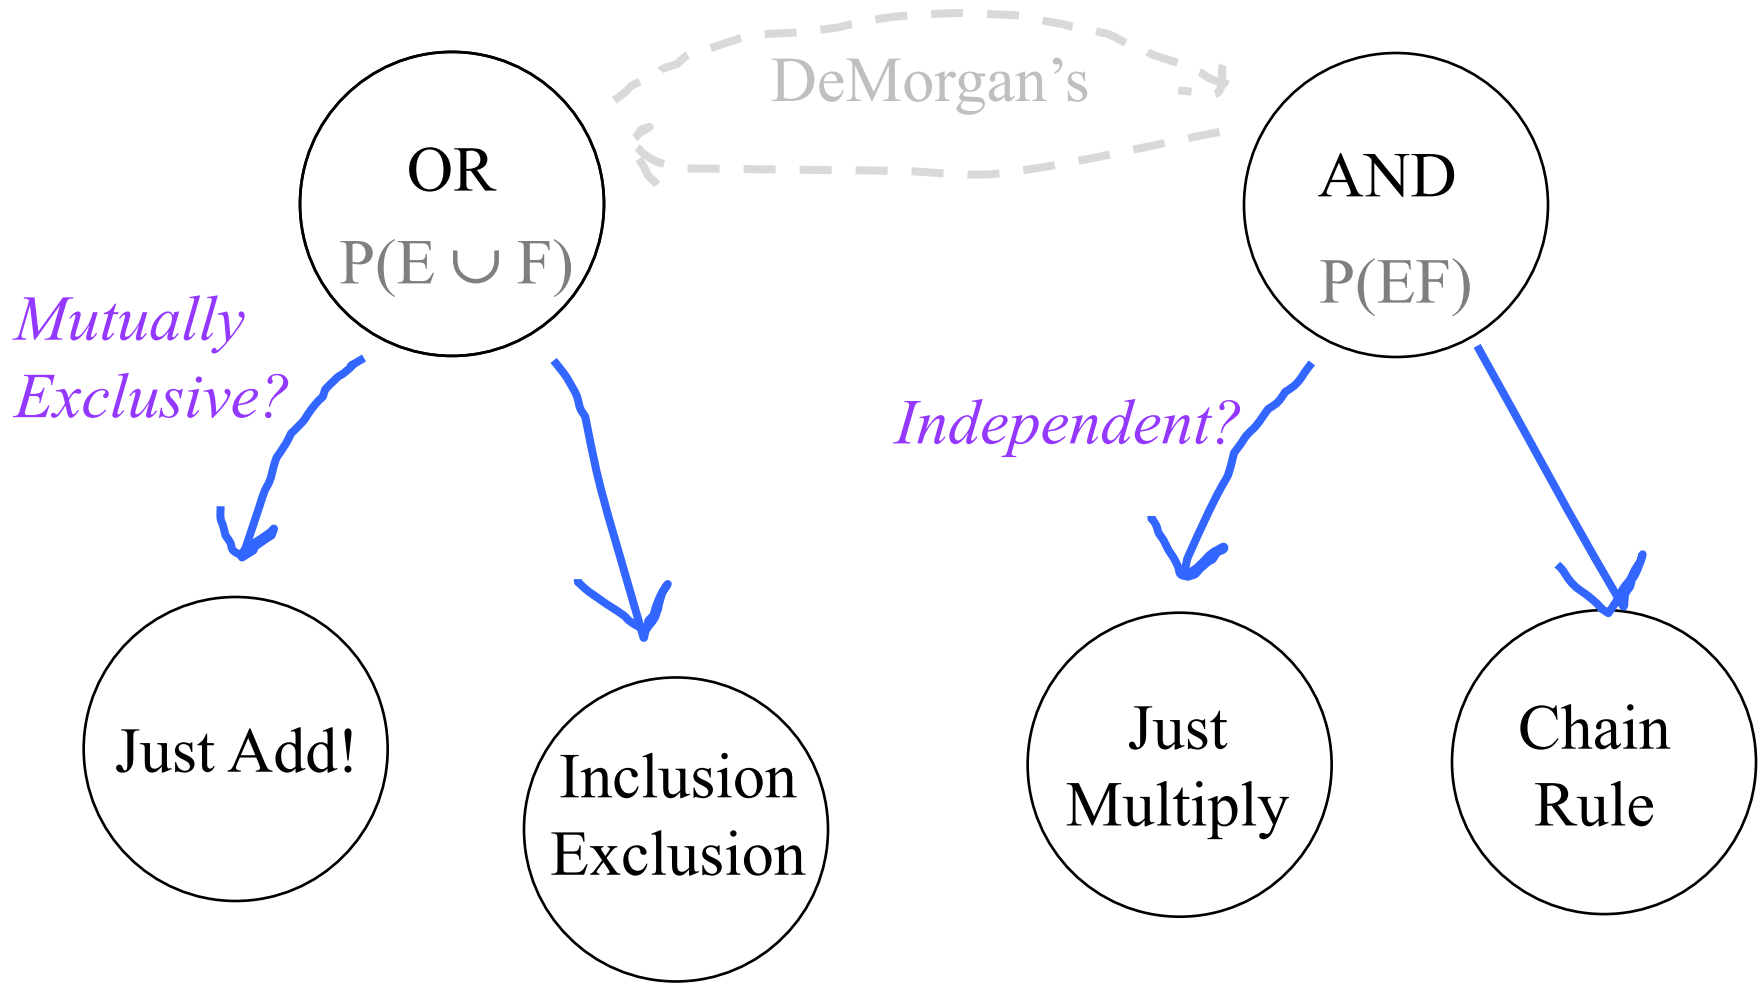 DeMorgan's
OR
P(E ∪ F)
AND
P(EF)
Mutually
Exclusive?
Independent?
Just Add!
Inclusion
Exclusion
Just
Multiply
Chain
Rule